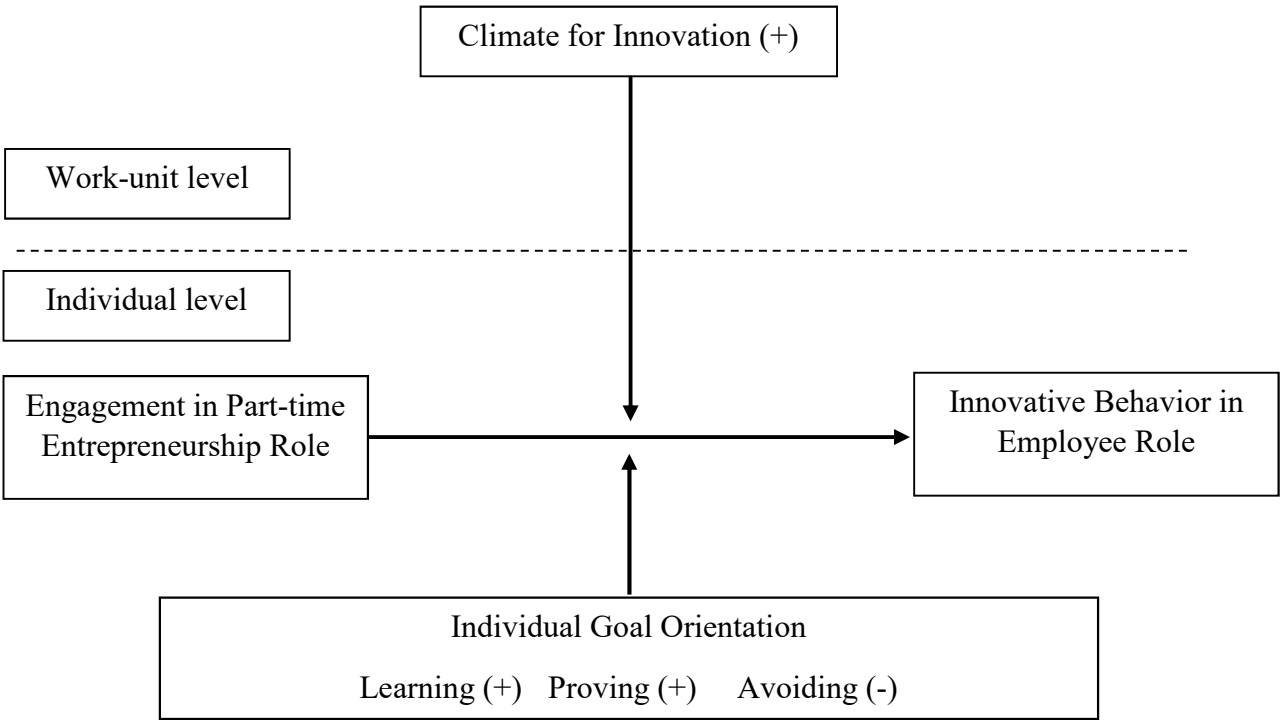 Climate for Innovation (+)
Work-unit level
Individual level
Engagement in Part-time
Entrepreneurship Role
Innovative Behavior in
Employee Role
Individual Goal Orientation
Learning (+) Proving (+) Avoiding (-)